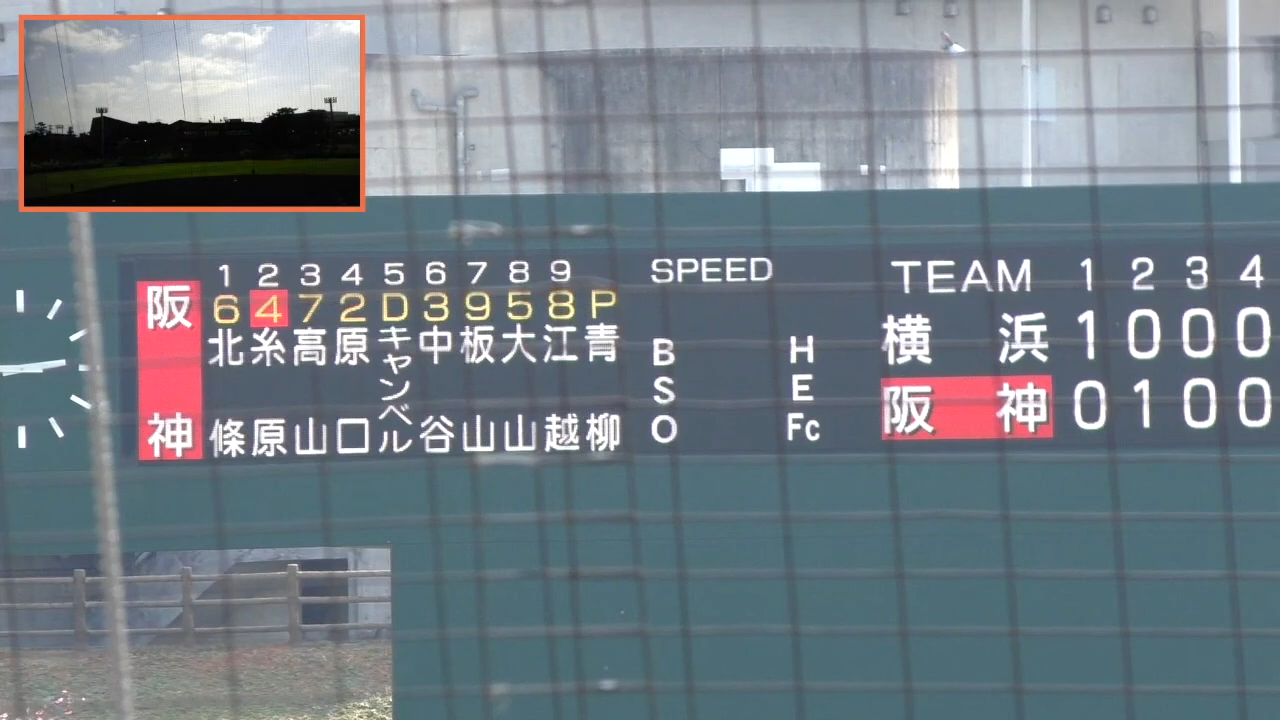 1 2 3 4 5 6 7 8 9
6 4 7 2 D 3 9 5 8 P
阪神
北條
糸原
高山
原口
キャンベル
中谷
板山
大山
江越
青柳
SPEED
B
S
O
H
E
Fc
TEAM 1 2 3 4
横浜 1 0 0 0
阪神 0 1 0 0